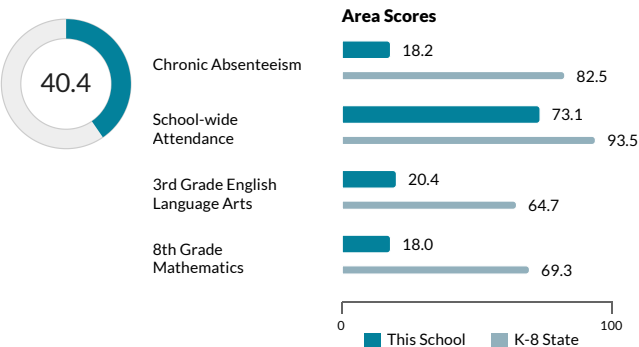 Area Scores
40.4
Chronic Absenteeism
18.2
82.5
School-wide
Attendance
73.1
93.5
3rd Grade English
Language Arts
20.4
64.7
8th Grade
Mathematics
18.0
69.3
0
100
This School
K-8 State